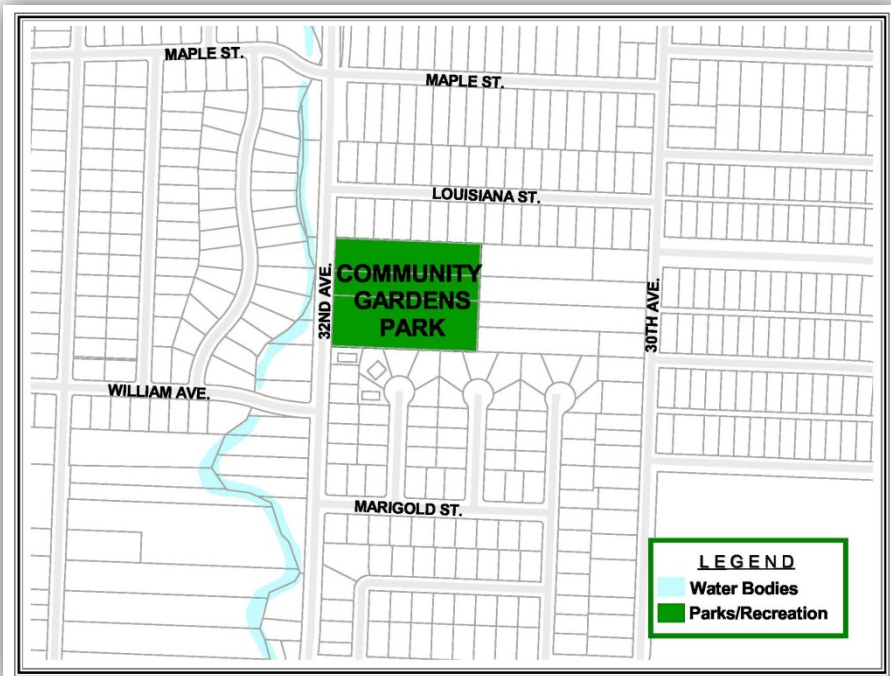 MAPLE ST.
MAPLE ST.
LOUISIANA ST.
32ND AVE.
COMMUNITY
GARDENS
PARK
30TH AVE.
WILLIAM AVE.
MARIGOLD ST.
LEGEND
Water Bodies
Parks/Recreation